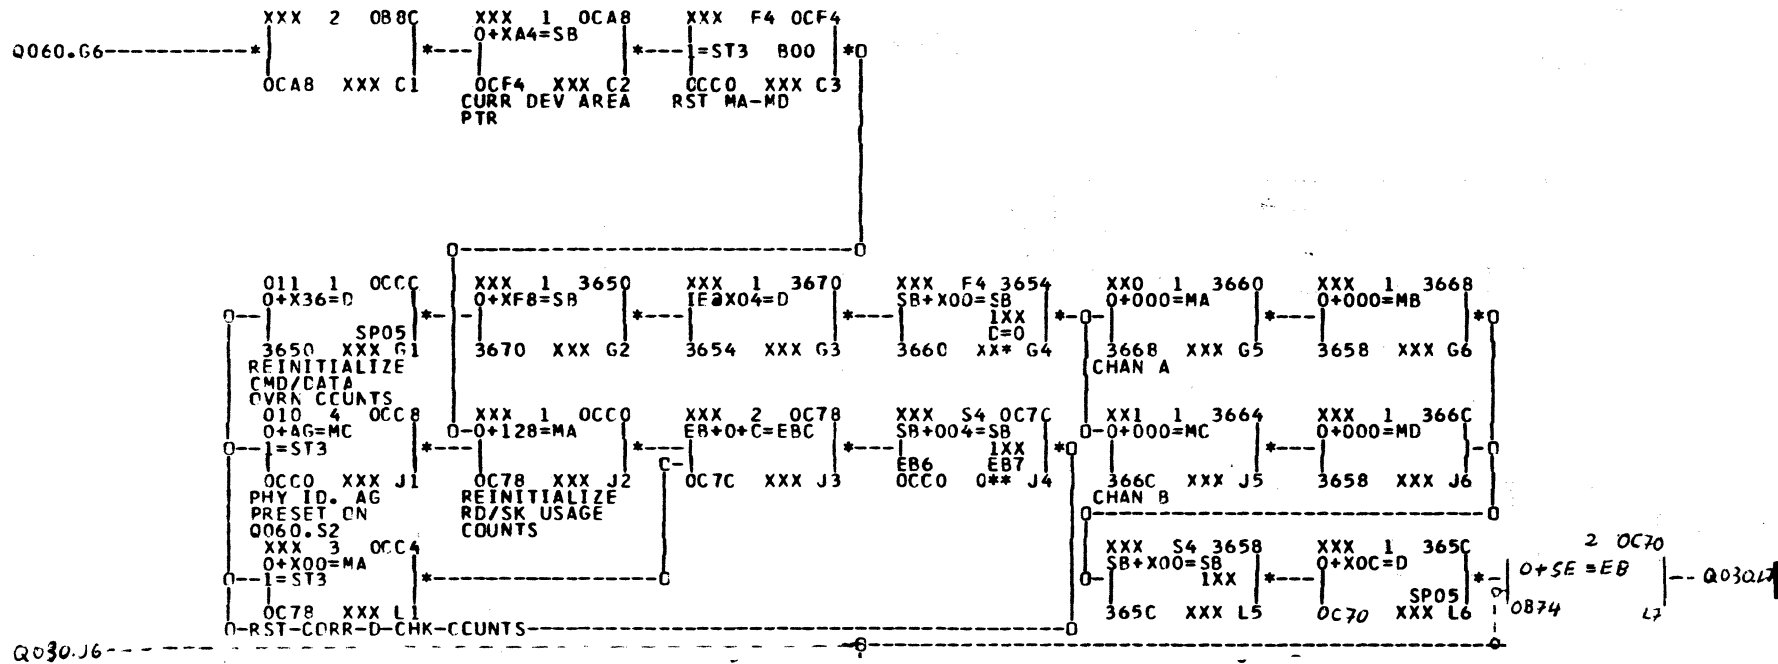 XXX 2 0B8C XXX 1 0CA8 XXX F4 0CF4
0+XA4=SB
Q060.G6-----------------* *--- *----1=ST3 B00 *0
0CA8 XXX C1 0CF4 XXX C2 0CC0 XXX C3
CURR DEV AREA RST MA-MD
PTR
011 1 0CCC XXX 1 3650 XXX 1 3670 XXX F4 3654 XX0 1 3660 XXX 1 3668
0+X36=D 0+XF8=SB IE@X04=D SB+X00=SB 0+000=MA 0+000=MB
1XX
SP05 C=0
3650 XXX G1 3670 XXX G2 3654 XXX G3 3660 XX* G4 3668 XXX G5 3658 XXX G6
REINITIALIZE CHAN A
CMD/DATA
OVRN COUNTS
010 4 0CC8 XXX 1 0CC0 XXX 2 0C78 XXX S4 0C7C XX1 1 3664 XXX 1 366C
0+AG=MC 0+128=MA EB+0+C=EBC SB+004=SB 0+000=MC 0+000=MD
1=ST3 1XX
EB6 EB7
0CC0 XXX J1 0C78 XXX J2 0C7C XXX J3 0CC0 0** J4 366C XXX J5 3658 XXX J6
PHY ID. AG REINITIALIZE CHAN B
PRESET ON RD/SK USAGE
Q060.S2 COUNTS
XXX 3 0CC4 XXX S4 3658 XXX 1 365C 2 0C70
0+X00=MA SB+X00=SB 0+X0C=D 0+SE=EB
1=ST3 1XX Q030.L7
SP05
0C78 XXX L1 365C XXX L5 0C70 XXX L6 0B74 L7
0-RST-CORR-D-CHK-COUNTS
Q030.J6